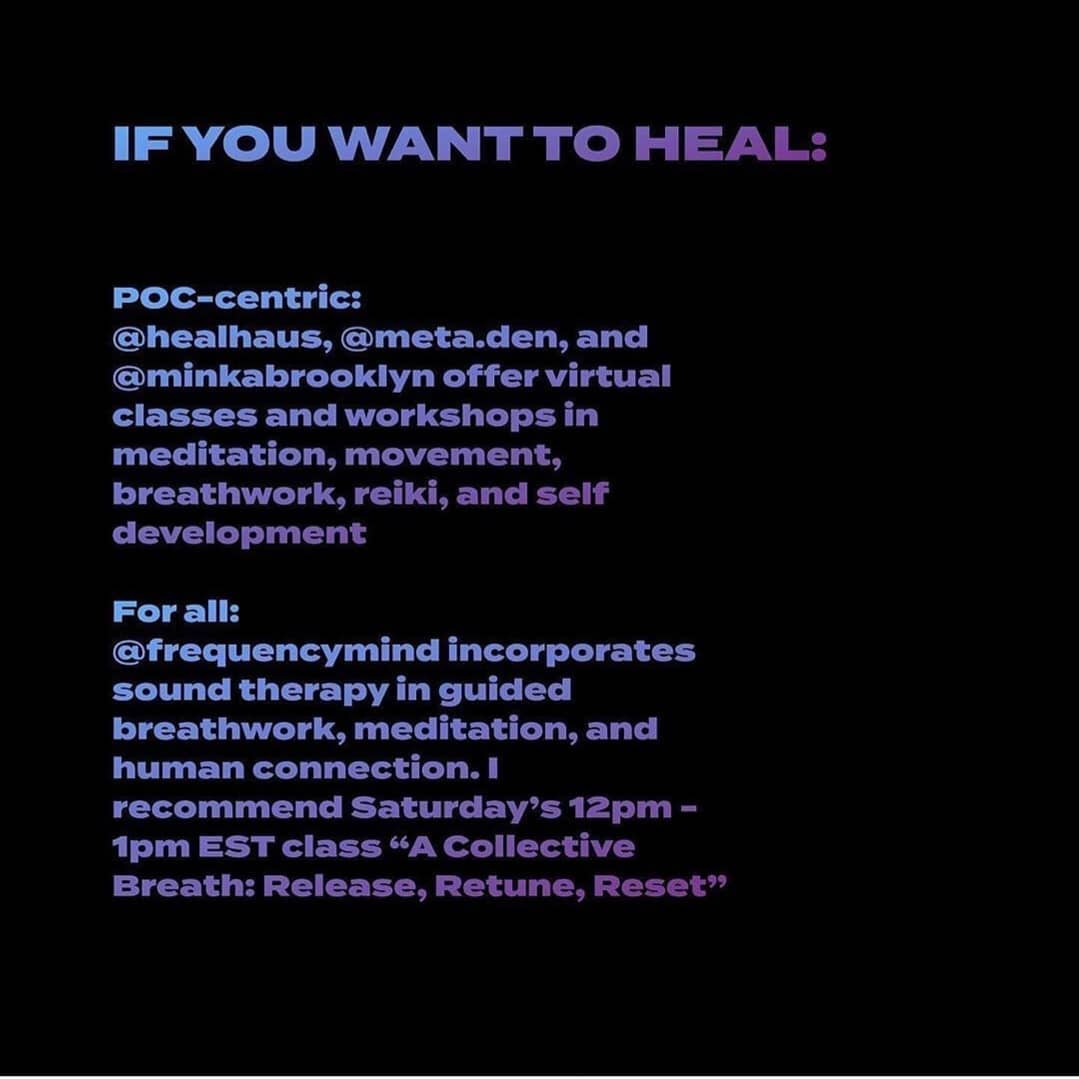 IF YOU WANT TO HEAL:
POC-centric:
@healhaus, @meta.den, and
@minkabrooklyn offer virtual
classes and workshops in
meditation, movement,
breathwork, reiki, and self
development
For all:
@frequencymind incorporates
sound therapy in guided
breathwork, meditation, and
human connection. I
recommend Saturday’s 12pm -
1pm EST class “A Collective
Breath: Release, Retune, Reset”